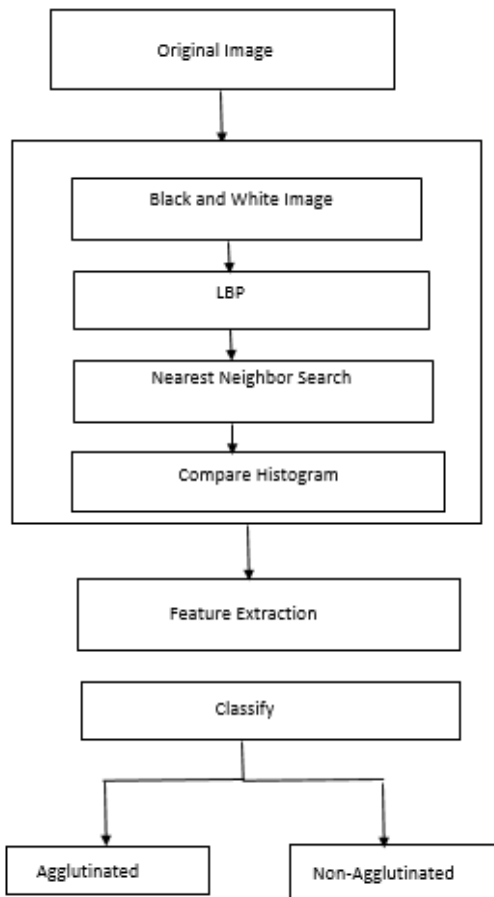 Original Image
Black and White Image
LBP
Nearest Neighbor Search
Compare Histogram
Feature Extraction
Classify
Agglutinated
Non-Agglutinated